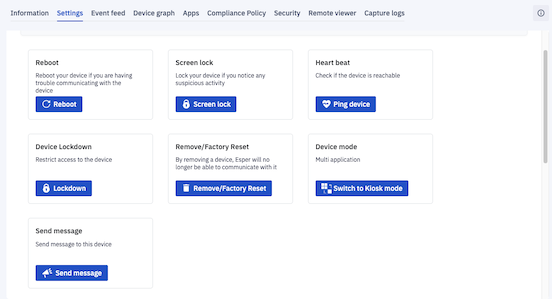 Information Settings Event feed Device graph Apps Compliance Policy Security Remote viewer Capture logs
Reboot
Reboot your device if you are having
trouble communicating with the
device
Reboot
Screen lock
Lock your device if you notice any
suspicious activity
Screen lock
Heart beat
Check if the device is reachable
Ping device
Device Lockdown
Restrict access to the device
Lockdown
Remove/Factory Reset
By removing a device, Esper will no
longer be able to communicate with it
Remove/Factory Reset
Device mode
Multi application
Switch to Kiosk mode
Send message
Send message to this device
Send message